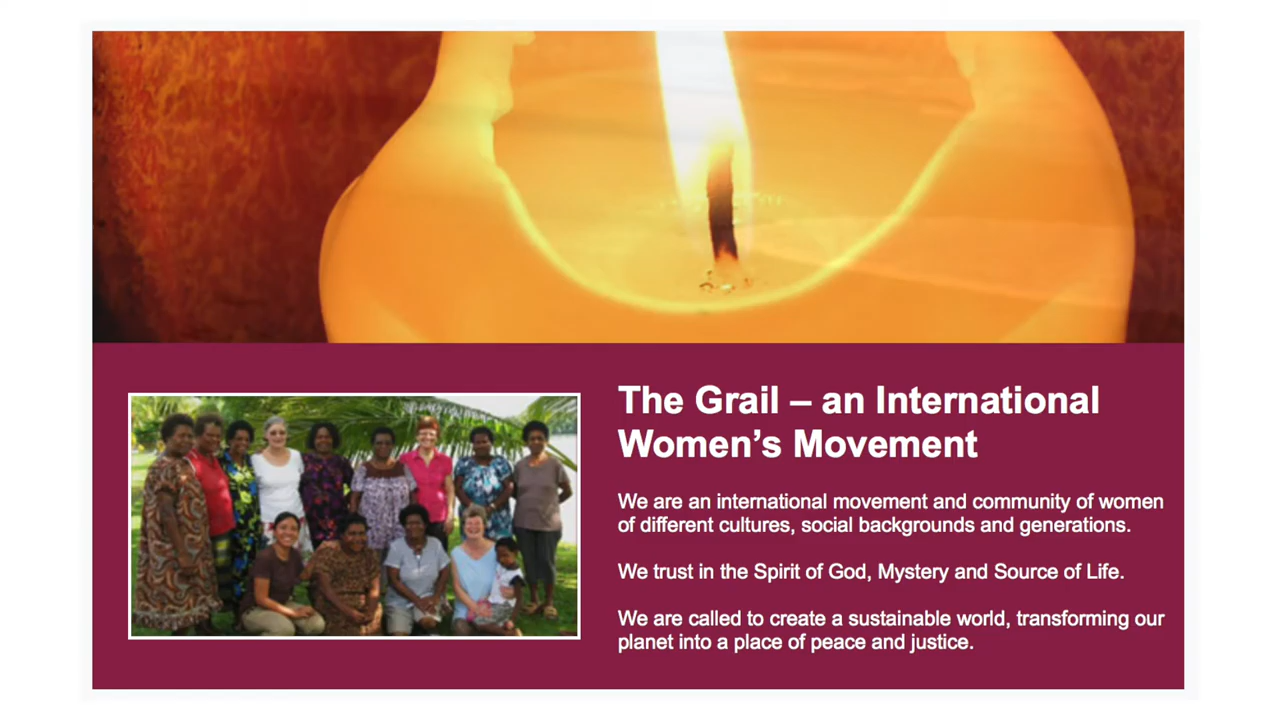 The Grail – an International
Women’s Movement
We are an international movement and community of women
of different cultures, social backgrounds and generations.
We trust in the Spirit of God, Mystery and Source of Life.
We are called to create a sustainable world, transforming our
planet into a place of peace and justice.